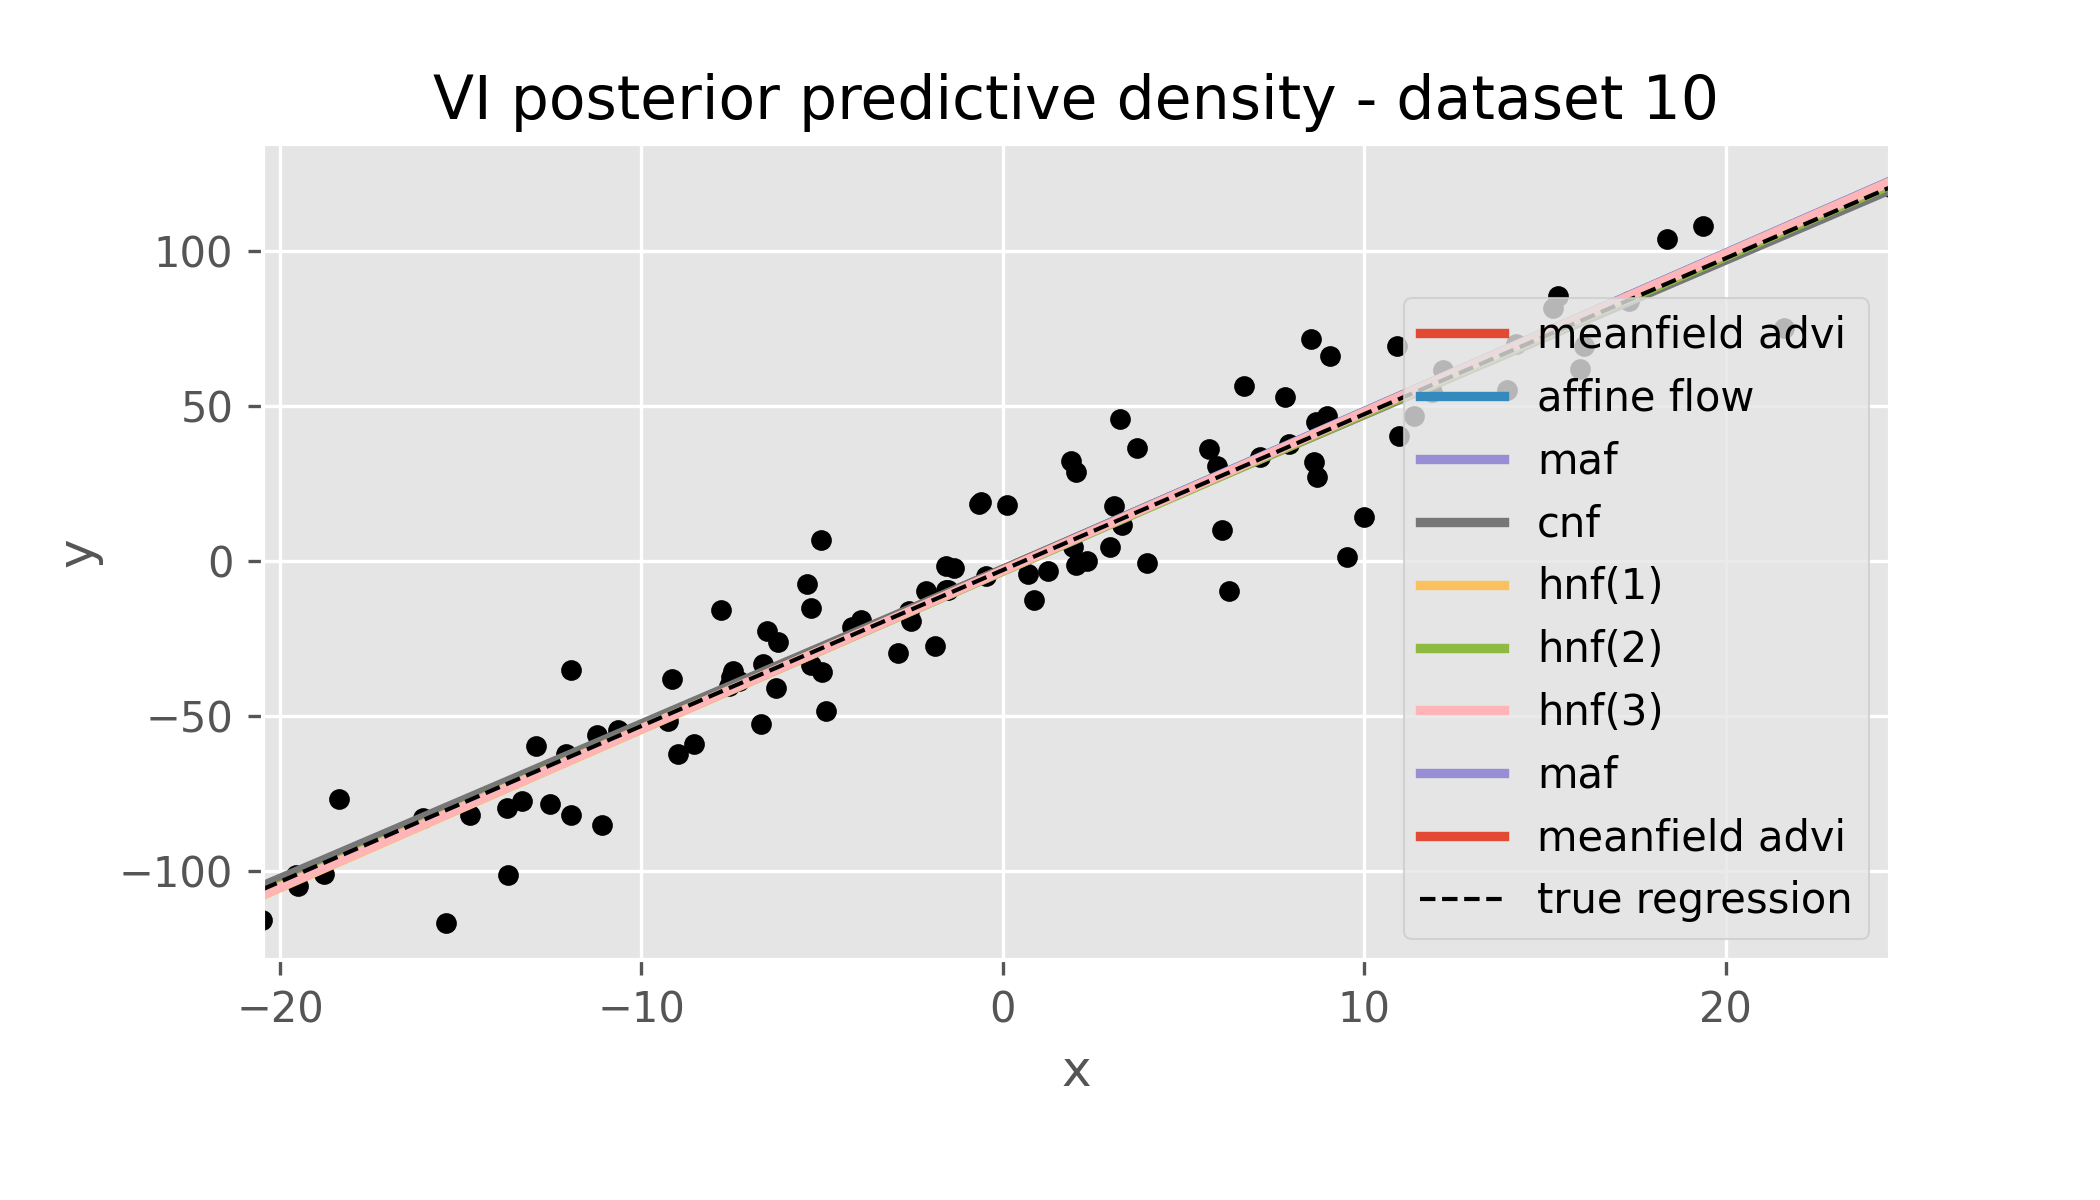 VI posterior predictive density - dataset 10
100
50
0
−50
−100
y
−20
−10
0
10
20
x
meanfield advi
affine flow
maf
cnf
hnf(1)
hnf(2)
hnf(3)
maf
meanfield advi
true regression